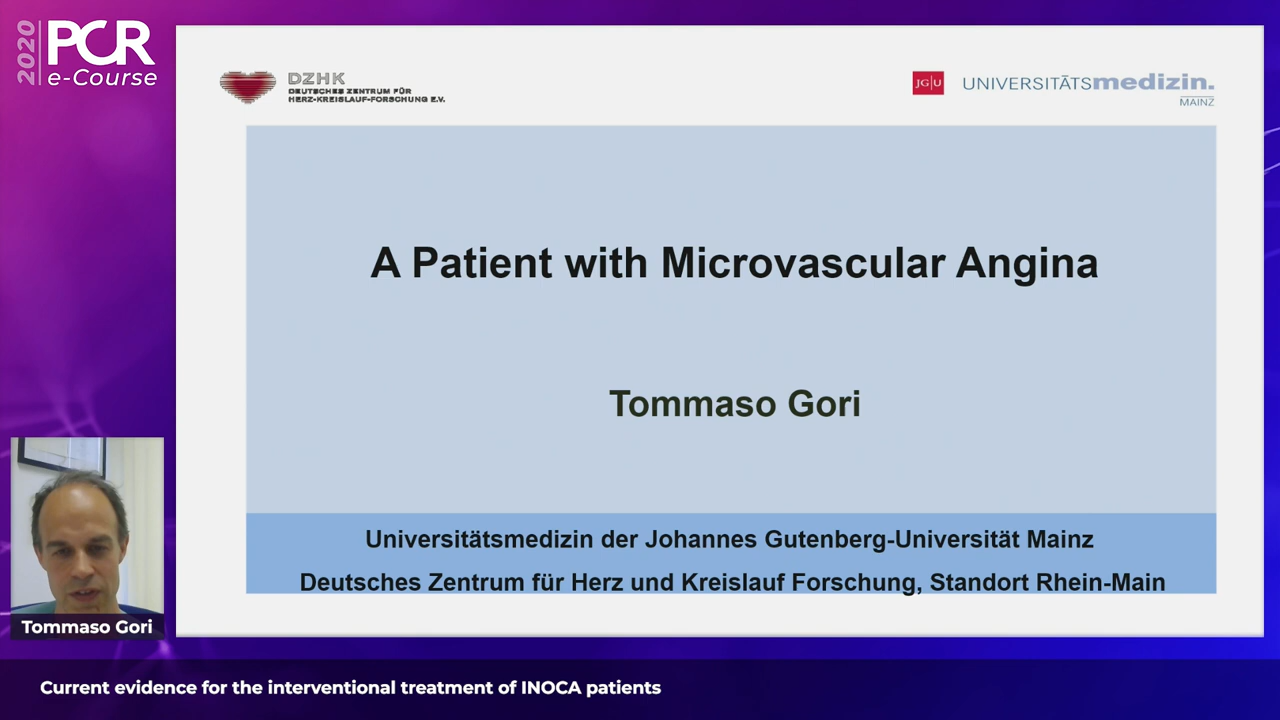 2020
PCR
e-Course
DZHK
DEUTSCHES ZENTRUM FÜR
HERZ-KREISLAUF-FORSCHUNG E.V.
JG|U
UNIVERSITÄTSmedizin.
MAINZ
A Patient with Microvascular Angina
Tommaso Gori
Universitätsmedizin der Johannes Gutenberg-Universität Mainz
Deutsches Zentrum für Herz und Kreislauf Forschung, Standort Rhein-Main
Tommaso Gori
Current evidence for the interventional treatment of INOCA patients